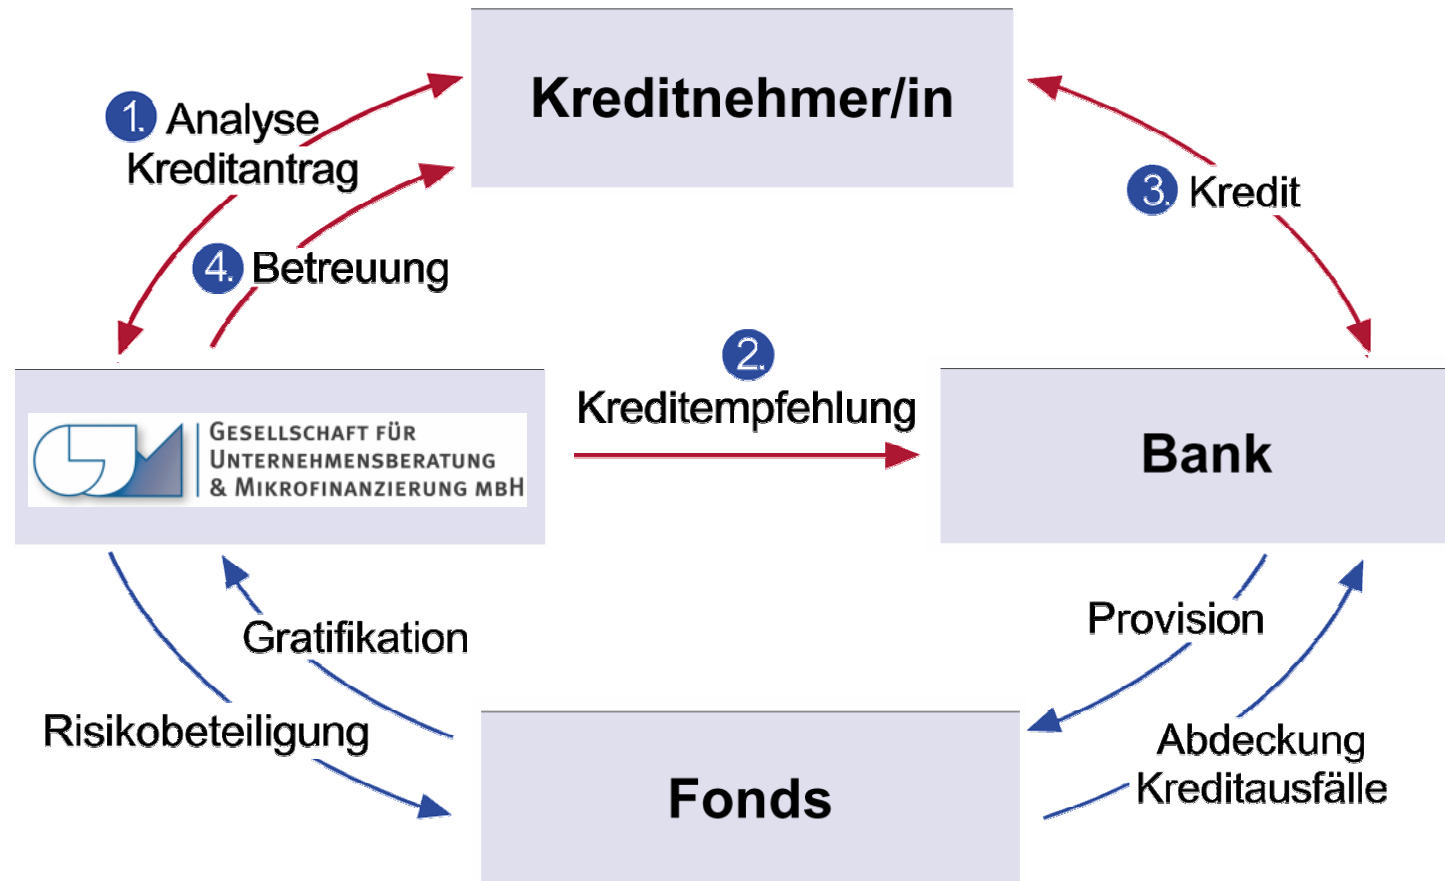 Kreditnehmer/in
1. Analyse
Kreditantrag
3. Kredit
4. Betreuung
2.
Kreditempfehlung
GESELLSCHAFT FÜR
UNTERNEHMENSBERATUNG
& MIKROFINANZIERUNG MBH
Bank
Gratifikation
Provision
Risikobeteiligung
Abdeckung
Kreditausfälle
Fonds